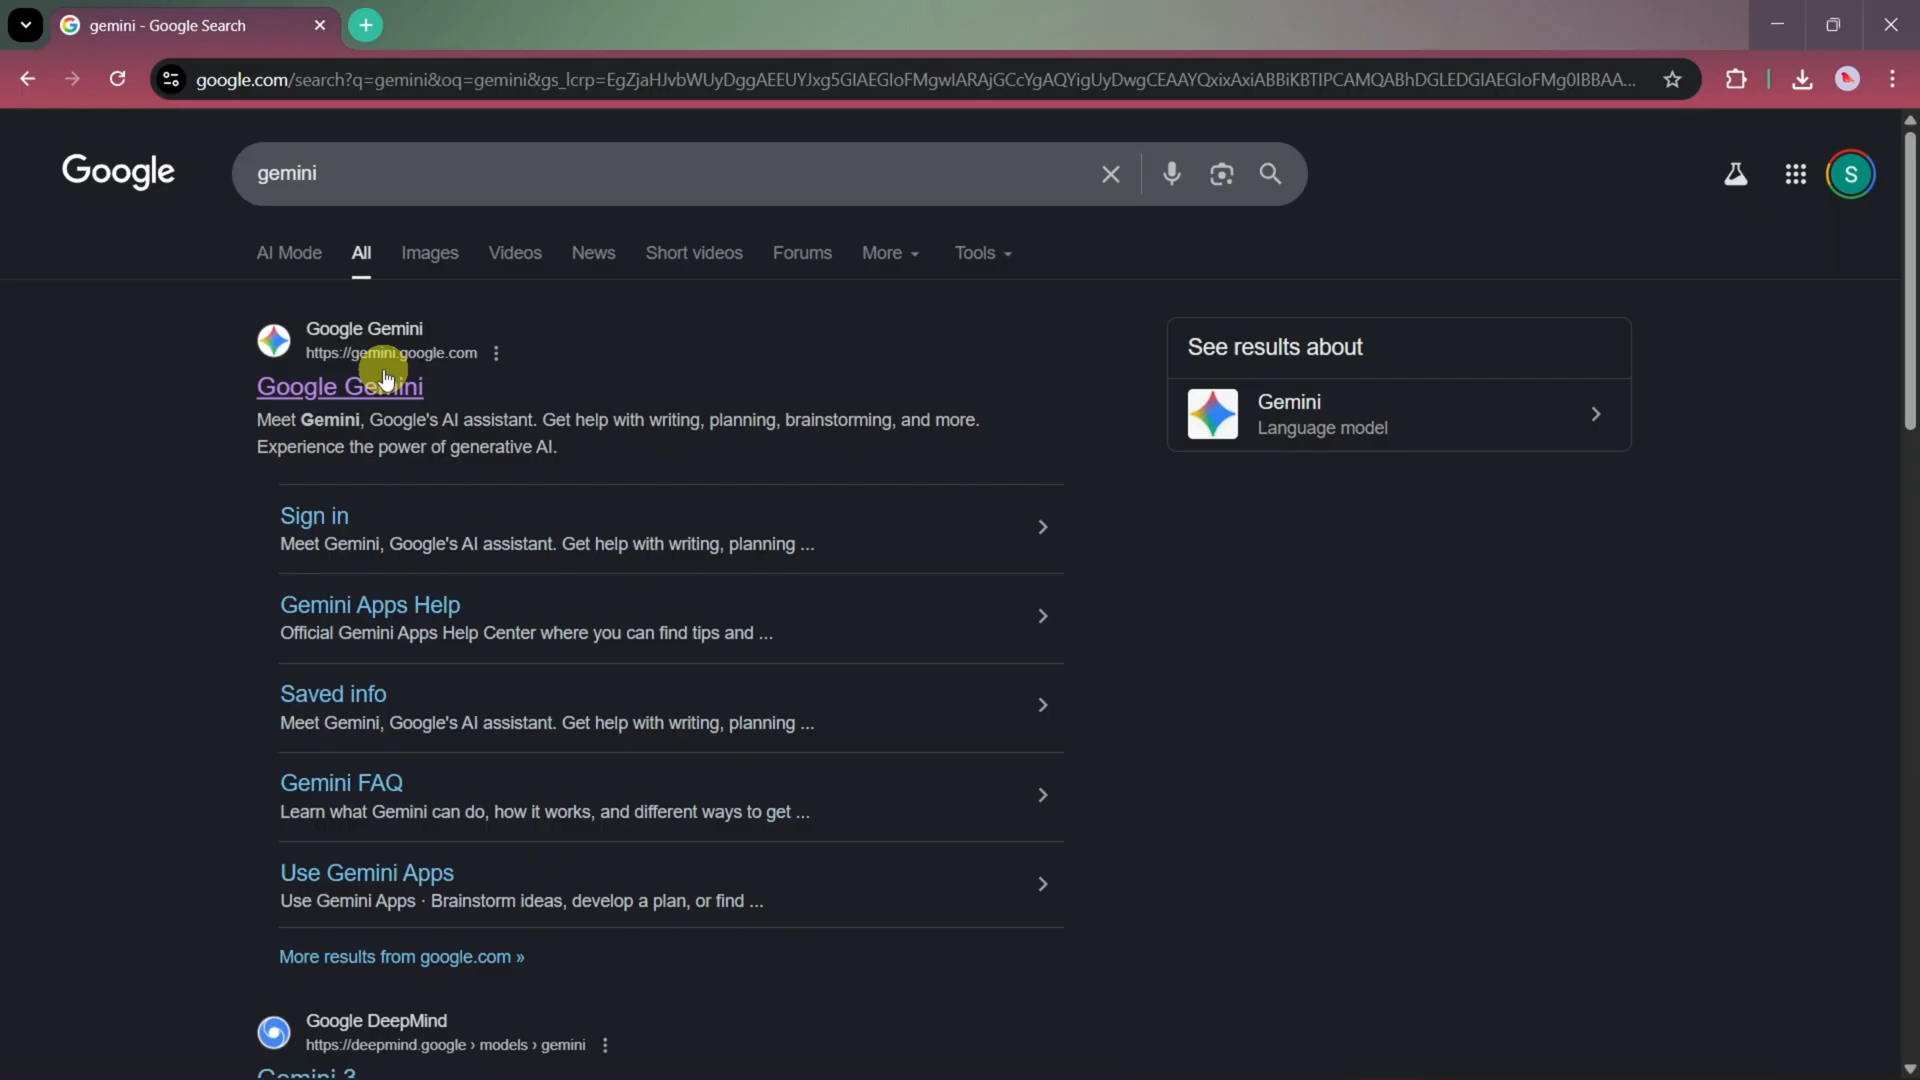 gemini - Google Search
google.com/search?q=gemini&oq=gemini&gs_lcrp=EgZjaHJvbWUyDggAEEUYJxg5GIAEGIoFMgwIARAjGCcYgAQYigUyDwgCEAAYQxixAxiABBiKBTIPCAMQABhDGLEDGIAEGIoFMg0IBBAA...
Google
gemini
S
AI Mode All Images Videos News Short videos Forums More Tools
Google Gemini
https://gemini.google.com
Google Gemini
Meet Gemini, Google's AI assistant. Get help with writing, planning, brainstorming, and more.
Experience the power of generative AI.
See results about
Gemini
Language model
Sign in
Meet Gemini, Google's AI assistant. Get help with writing, planning ...
Gemini Apps Help
Official Gemini Apps Help Center where you can find tips and ...
Saved info
Meet Gemini, Google's AI assistant. Get help with writing, planning ...
Gemini FAQ
Learn what Gemini can do, how it works, and different ways to get ...
Use Gemini Apps
Use Gemini Apps · Brainstorm ideas, develop a plan, or find ...
More results from google.com »
Google DeepMind
https://deepmind.google › models › gemini
Gemini 3